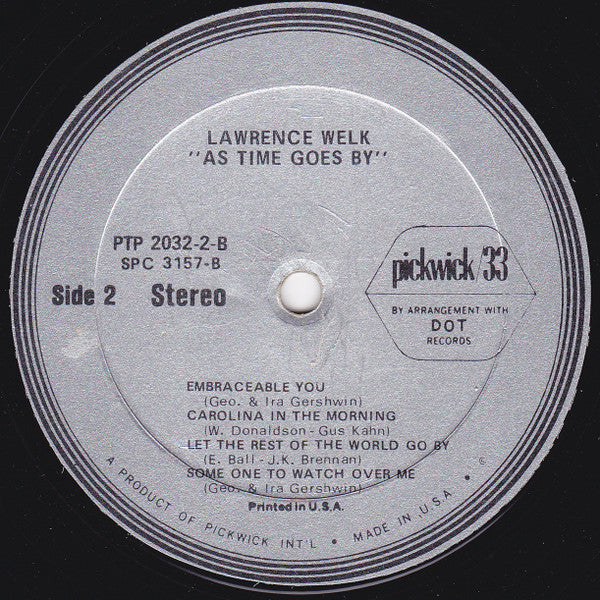 LAWRENCE WELK
"AS TIME GOES BY"
PTP 2032-2-B
SPC 3157-B
Side 2 Stereo
pickwick/33
BY ARRANGEMENT WITH
DOT
RECORDS
EMBRACEABLE YOU
(Geo. & Ira Gershwin)
CAROLINA IN THE MORNING
(W. Donaldson - Gus Kahn)
LET THE REST OF THE WORLD GO BY
(E. Ball - J.K. Brennan)
SOME ONE TO WATCH OVER ME
(Geo. & Ira Gershwin)
Printed in U.S.A.
A PRODUCT OF PICKWICK INT'L • MADE IN U.S.A. •